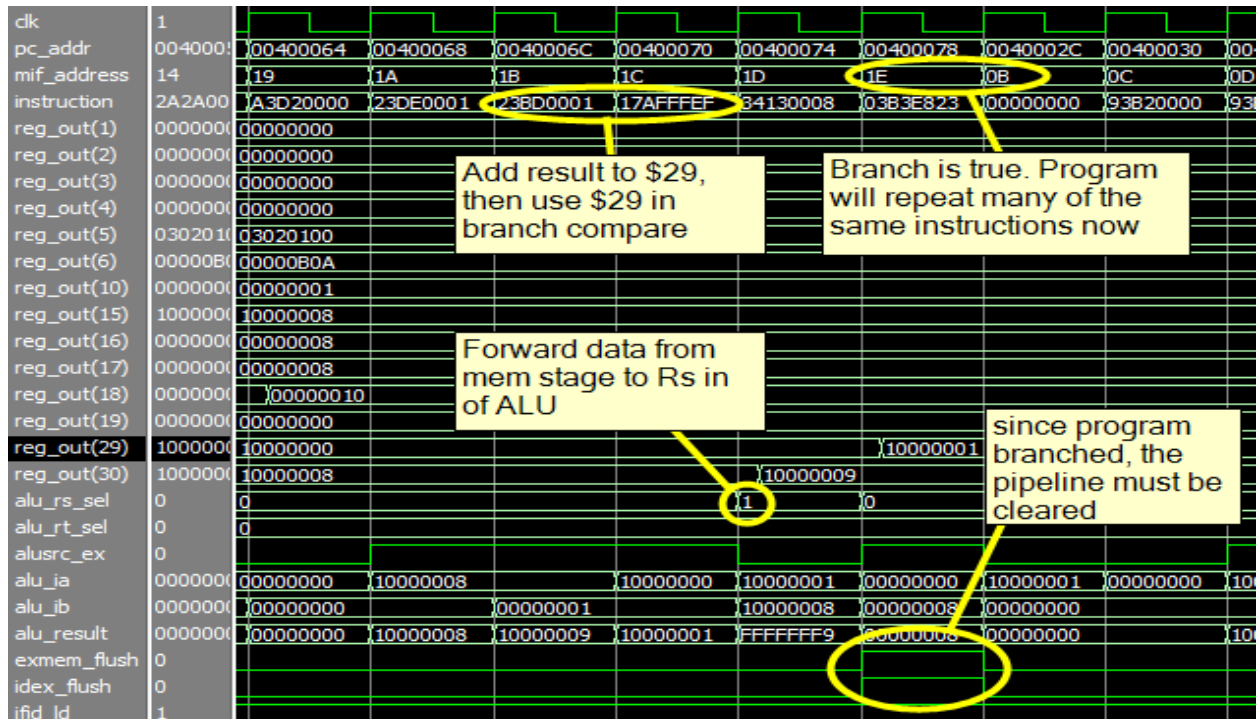 clk 1
pc_addr 0040005 00400064 00400068 0040006C 00400070 00400074 00400078 0040002C 00400030 00
mif_address 14 19 1A 1B 1C 1D 1E 0B 0C 0D
instruction 2A2A00 A3D20000 23DE0001 23BD0001 17AFFFEF 34130008 03B3E823 00000000 93B20000 93
reg_out(1) 0000000 00000000
reg_out(2) 0000000 00000000
reg_out(3) 0000000 00000000
reg_out(4) 0000000 00000000
reg_out(5) 0302010 03020100
reg_out(6) 00000B0 00000B0A
reg_out(10) 0000000 00000001
reg_out(15) 1000000 10000008
reg_out(16) 0000000 00000008
reg_out(17) 0000000 00000008
reg_out(18) 0000000 00000010
reg_out(19) 0000000 00000000
reg_out(29) 1000000 10000000 10000001
reg_out(30) 1000000 10000008 10000009
alu_rs_sel 0 0 1 0
alu_rt_sel 0 0
alusrc_ex 0
alu_ia 0000000 00000000 10000008 10000000 10000001 00000000 10000001 00000000 10
alu_ib 0000000 00000000 00000001 10000008 00000008 00000000
alu_result 0000000 00000000 10000008 10000009 10000001 FFFFFFF9 00000008 00000000 10
exmem_flush 0
idex_flush 0
ifid_ld 1
Add result to $29,
then use $29 in
branch compare
Branch is true. Program
will repeat many of the
same instructions now
Forward data from
mem stage to Rs in
of ALU
since program
branched, the
pipeline must be
cleared